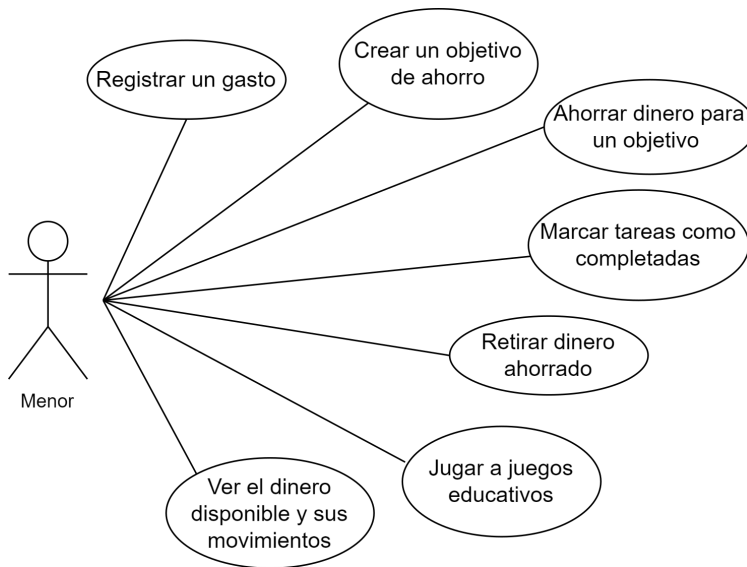 Registrar un gasto
Crear un objetivo
de ahorro
Ahorrar dinero para
un objetivo
Marcar tareas como
completadas
Retirar dinero
ahorrado
Menor
Jugar a juegos
educativos
Ver el dinero
disponible y sus
movimientos